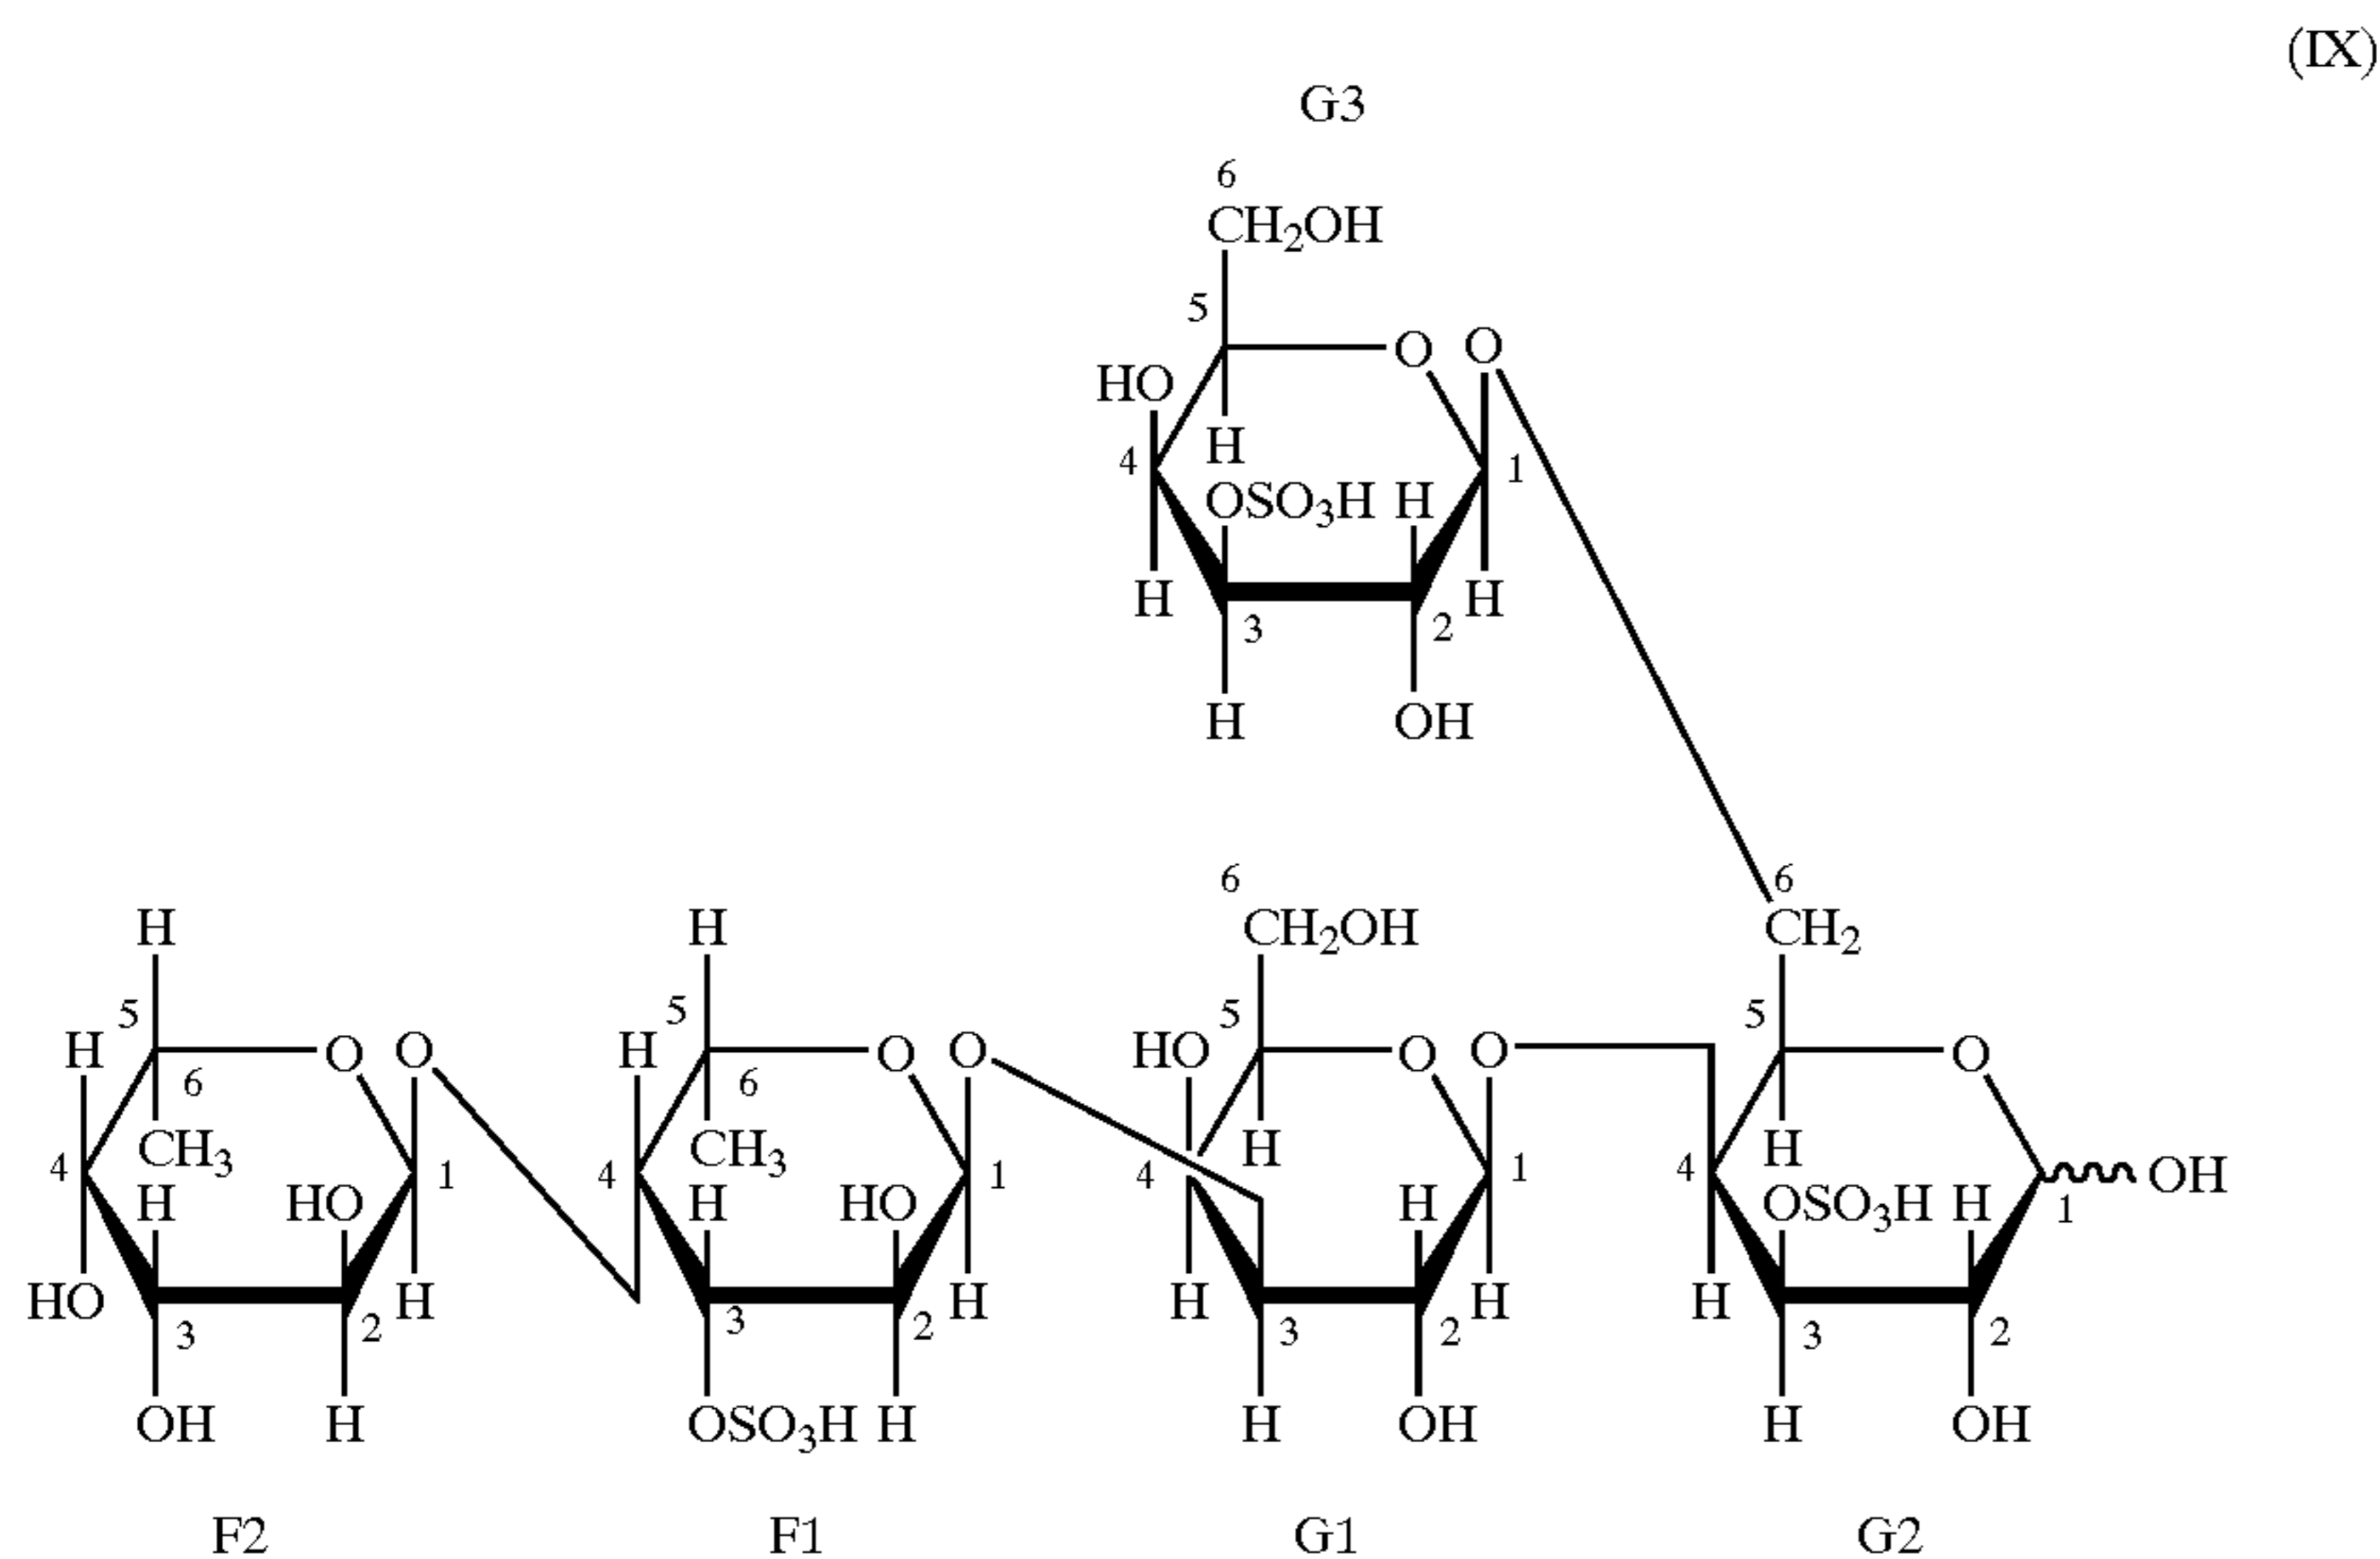 (IX)
G3
6
CH2OH
5
O O
HO
4 H 1
OSO3H H
H H
3 2
H OH
6 6
H H CH2OH CH2
5 5 5 5
H O O H O O HO O O O
6 6
4 CH3 1 4 CH3 1 4 H 1 4 H OH
H HO H HO H OSO3H H 1
HO H H H H H
3 2 3 2 3 2 3 2
OH H OSO3H H H OH H OH
F2 F1 G1 G2